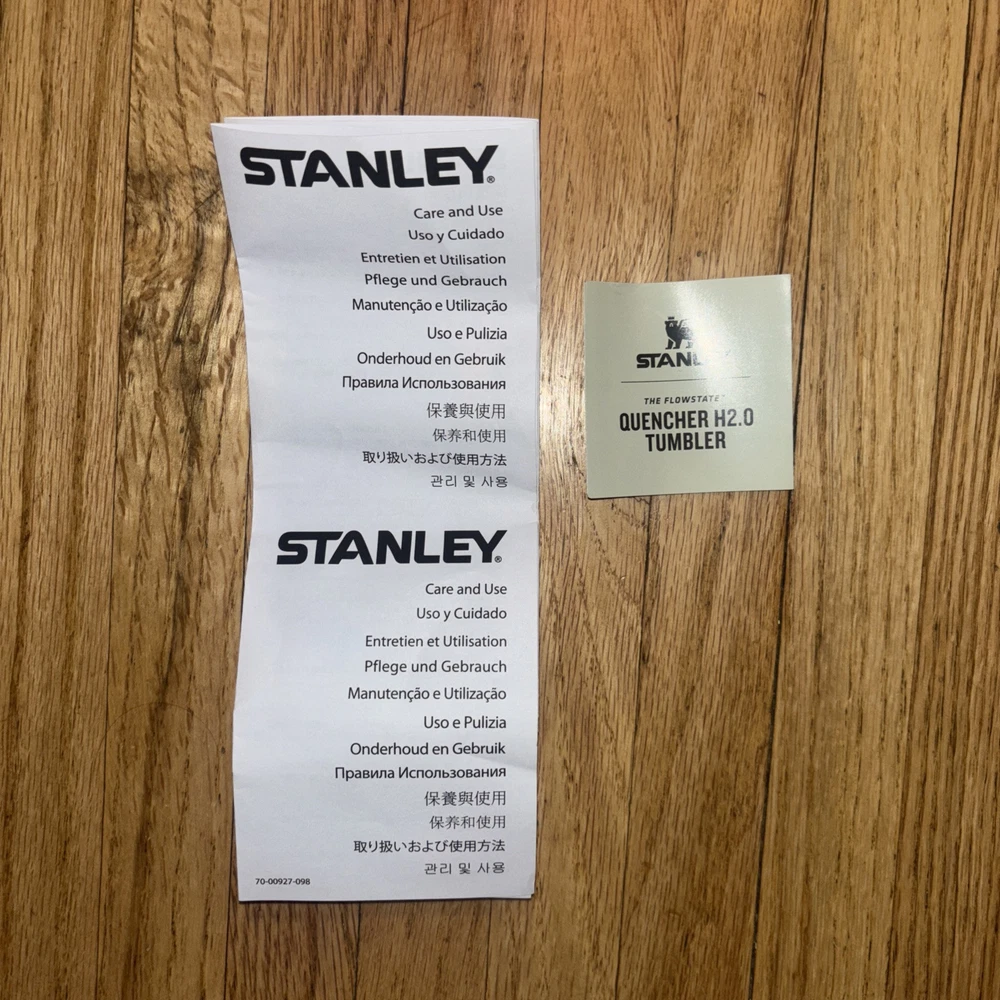 STANLEY®
Care and Use
Uso y Cuidado
Entretien et Utilisation
Pflege und Gebrauch
Manutenção e Utilização
Uso e Pulizia
Onderhoud en Gebruik
Правила Использования
保養與使用
保养和使用
取り扱いおよび使用方法
관리 및 사용
STANLEY®
Care and Use
Uso y Cuidado
Entretien et Utilisation
Pflege und Gebrauch
Manutenção e Utilização
Uso e Pulizia
Onderhoud en Gebruik
Правила Использования
保養與使用
保养和使用
取り扱いおよび使用方法
관리 및 사용
70-00927-098
STANLEY
THE FLOWSTATE™
QUENCHER H2.0
TUMBLER